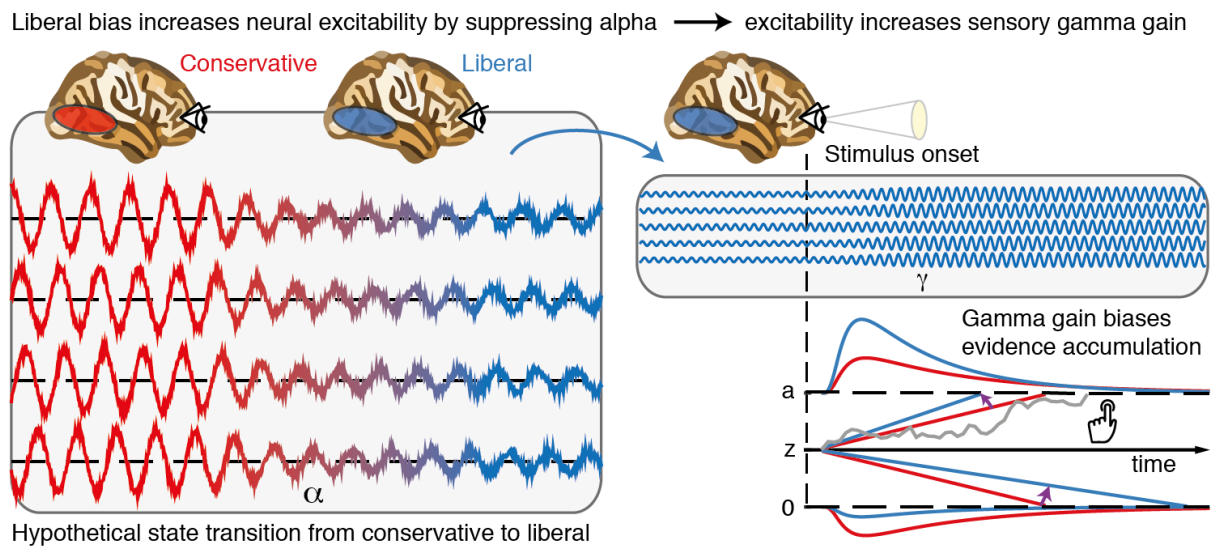 Liberal bias increases neural excitability by suppressing alpha → excitability increases sensory gamma gain
Conservative
Liberal
α
Hypothetical state transition from conservative to liberal
Stimulus onset
γ
Gamma gain biases
evidence accumulation
a
z
time
0